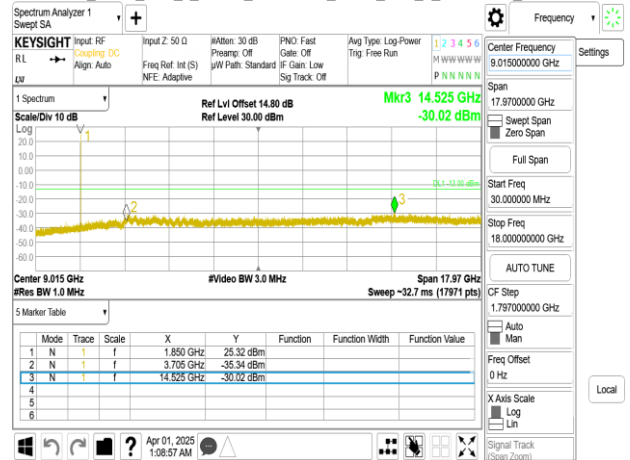 Spectrum Analyzer 1
Swept SA
Frequency
KEYSIGHT
RL
Input: RF
Coupling: DC
Align: Auto
Input Z: 50 Ω
Freq Ref: Int (S)
NFE: Adaptive
#Atten: 30 dB
Preamp: Off
µW Path: Standard
PNO: Fast
Gate: Off
IF Gain: Low
Sig Track: Off
Avg Type: Log-Power
Trig: Free Run
1 2 3 4 5 6
M W W W W W
P N N N N N
Center Frequency
9.015000000 GHz
Settings
Span
17.9700000 GHz
Swept Span
Zero Span
Full Span
Start Freq
30.000000 MHz
Stop Freq
18.000000000 GHz
AUTO TUNE
CF Step
1.797000000 GHz
Auto
Man
Freq Offset
0 Hz
X Axis Scale
Log
Lin
Signal Track
(Span Zoom)
Local
1 Spectrum
Scale/Div 10 dB
Ref Lvl Offset 14.80 dB
Ref Level 30.00 dBm
Mkr3 14.525 GHz
-30.02 dBm
Log
20.0
10.0
0.00
-10.0
-20.0
-30.0
-40.0
-50.0
-60.0
1
2
3
DL1 -13.00 dBm
Center 9.015 GHz
#Res BW 1.0 MHz
#Video BW 3.0 MHz
Span 17.97 GHz
Sweep ~32.7 ms (17971 pts)
5 Marker Table
Mode Trace Scale X Y Function Function Width Function Value
1 N 1 f 1.850 GHz 25.32 dBm
2 N 1 f 3.705 GHz -35.34 dBm
3 N 1 f 14.525 GHz -30.02 dBm
4
5
6
?
Apr 01, 2025
1:08:57 AM